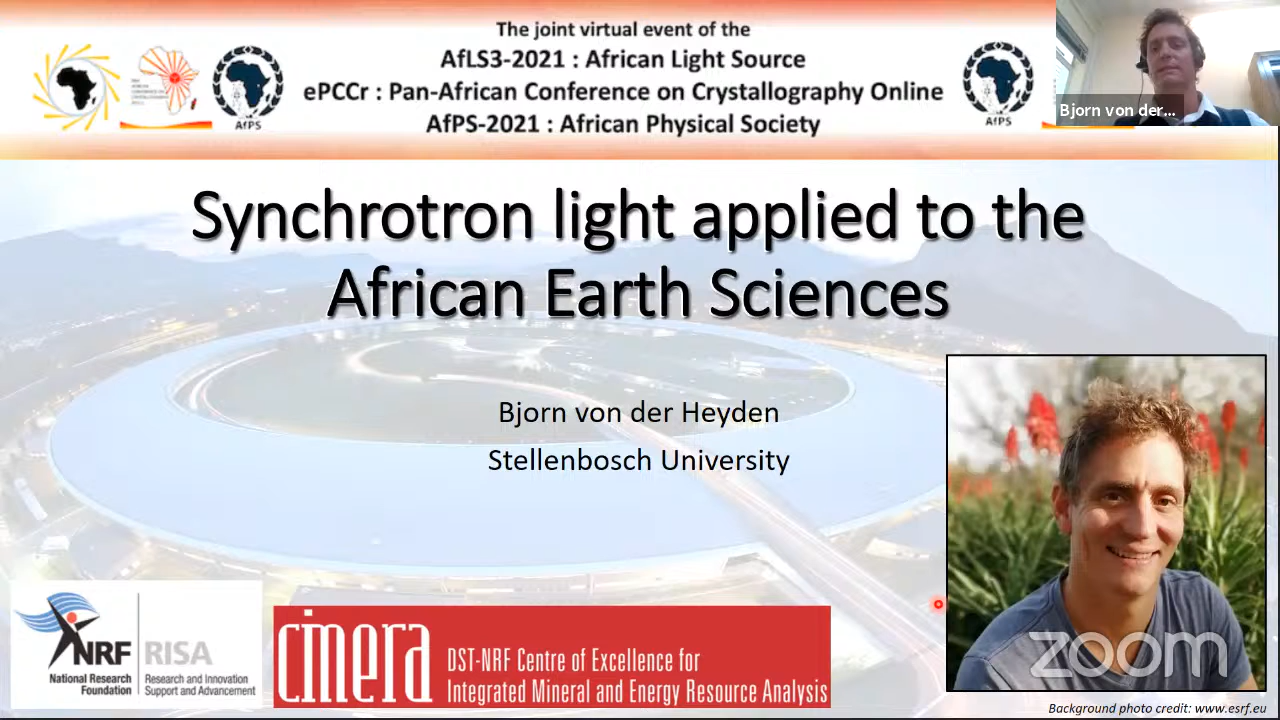 The joint virtual event of the
AfLS3-2021 : African Light Source
ePCCr : Pan-African Conference on Crystallography Online
AfPS-2021 : African Physical Society
AfPS
AfPS
Bjorn von der...
Synchrotron light applied to the
African Earth Sciences
Bjorn von der Heyden
Stellenbosch University
NRF
National Research
Foundation
RISA
Research and Innovation
Support and Advancement
cimera
DST-NRF Centre of Excellence for
Integrated Mineral and Energy Resource Analysis
zoom
Background photo credit: www.esrf.eu